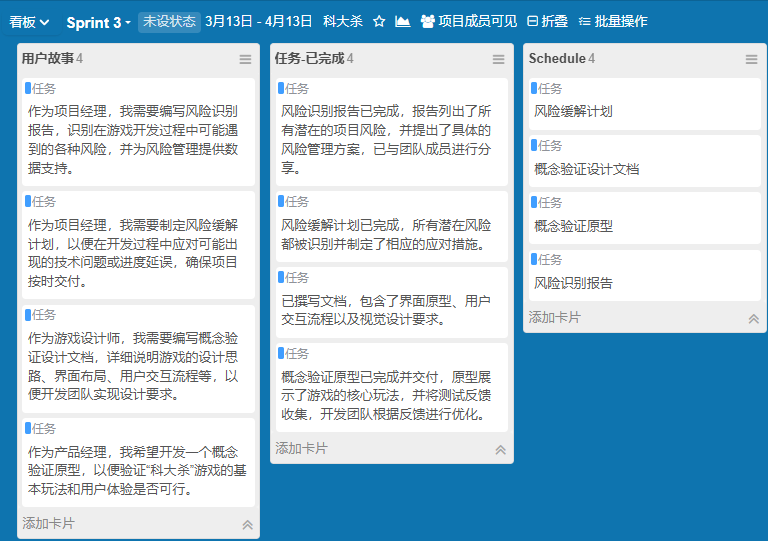 看板 Sprint 3 未设状态 3月13日 - 4月13日 科大杀 项目成员可见 折叠 批量操作
用户故事 4
任务
作为项目经理，我需要编写风险识别
报告，识别在游戏开发过程中可能遇
到的各种风险，并为风险管理提供数
据支持。
任务
作为项目经理，我需要制定风险缓解
计划，以便在开发过程中应对可能出
现的技术问题或进度延误，确保项目
按时交付。
任务
作为游戏设计师，我需要编写概念验
证设计文档，详细说明游戏的设计思
路、界面布局、用户交互流程等，以
便开发团队实现设计要求。
任务
作为产品经理，我希望开发一个概念
验证原型，以便验证“科大杀”游戏的基
本玩法和用户体验是否可行。
添加卡片
任务-已完成 4
任务
风险识别报告已完成，报告列出了所
有潜在的项目风险，并提出了具体的
风险管理方案，已与团队成员进行分
享。
任务
风险缓解计划已完成，所有潜在风险
都被识别并制定了相应的应对措施。
任务
已撰写文档，包含了界面原型、用户
交互流程以及视觉设计要求。
任务
概念验证原型已完成并交付，原型展
示了游戏的核心玩法，并将测试反馈
收集，开发团队根据反馈进行优化。
添加卡片
Schedule 4
任务
风险缓解计划
任务
概念验证设计文档
任务
概念验证原型
任务
风险识别报告
添加卡片